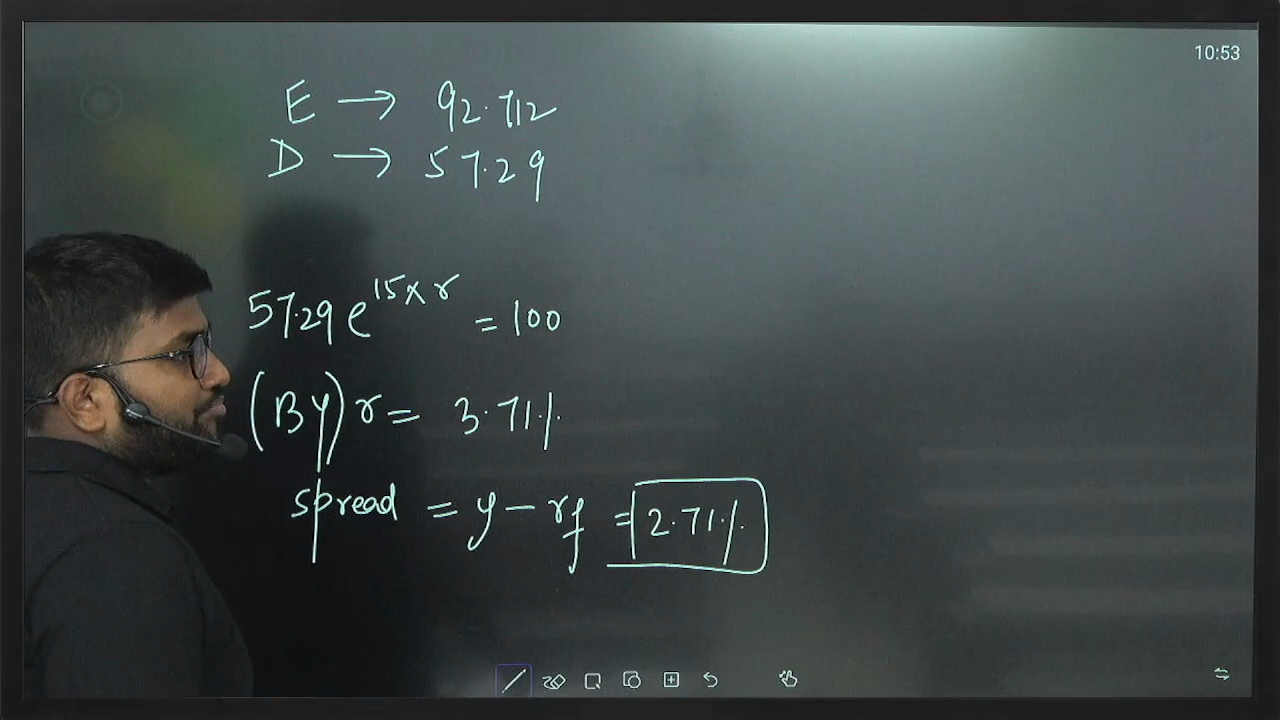 10:53
E → 92.712
D → 57.29
57.29 e^15×r = 100
(By) r = 3.71%
spread = y - rf = 2.71%